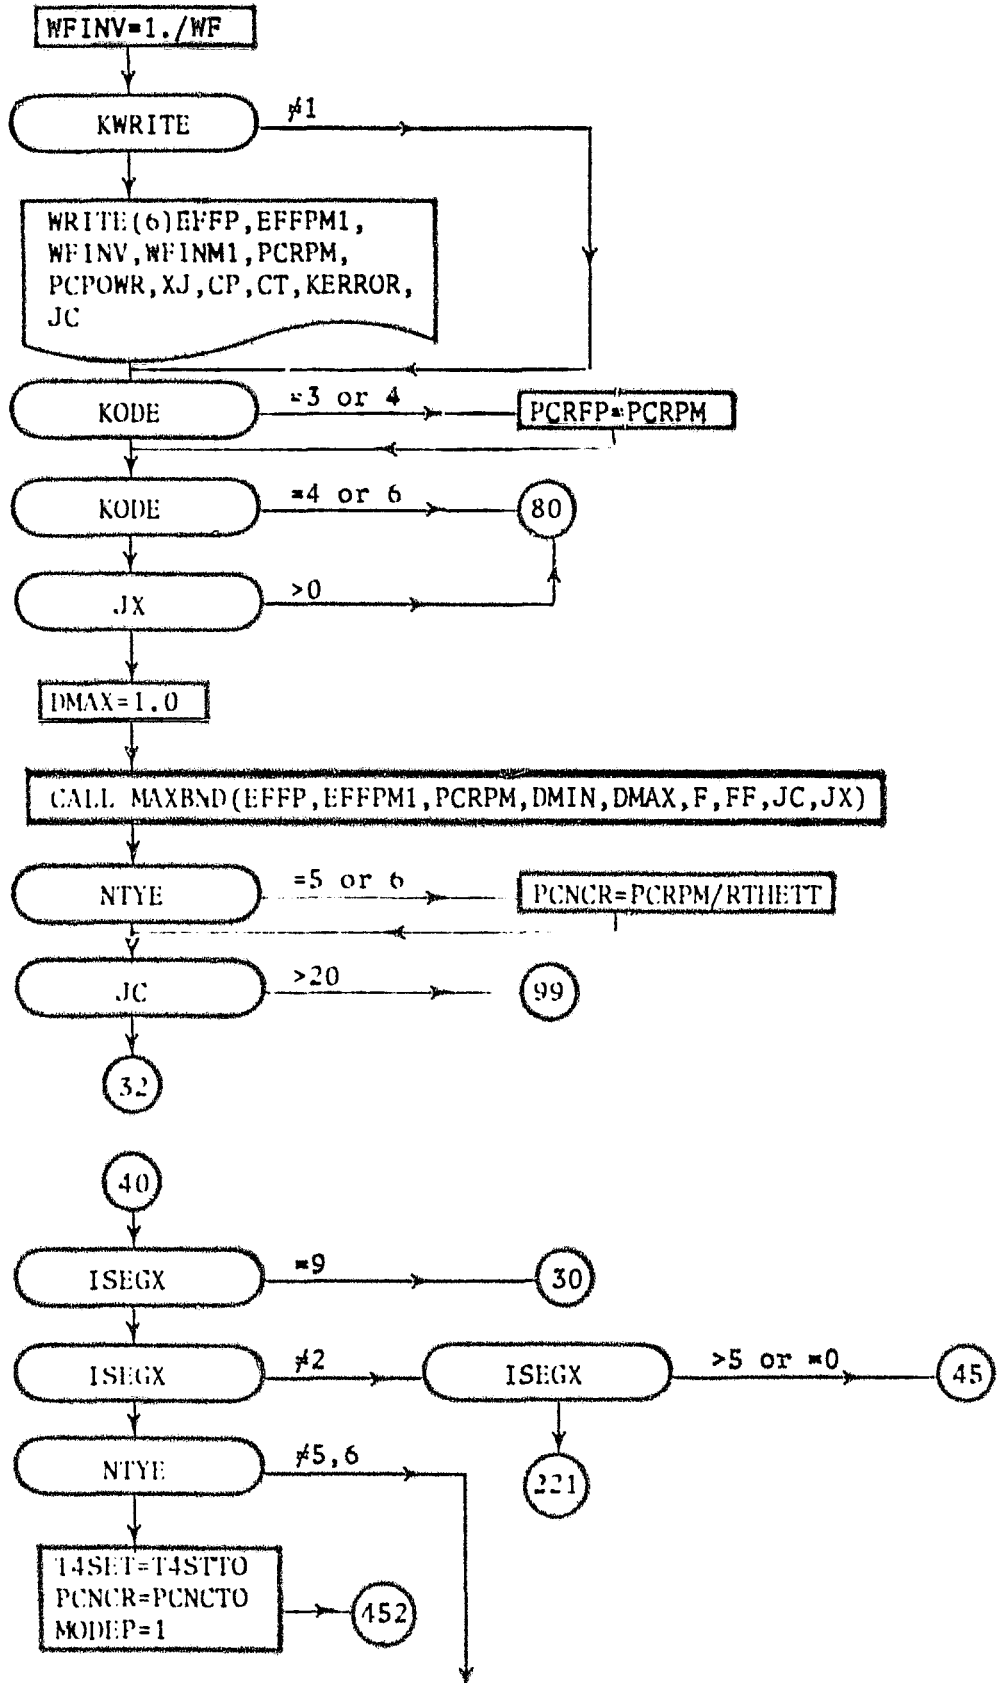 WFINV=1./WF
KWRITE
≠1
WRITE(6)EFFP,EFFPM1,
WFINV,WFINM1,PCRPM,
PCPOWR,XJ,CP,CT,KERROR,
JC
KODE
=3 or 4
PCRFP=PCRPM
KODE
=4 or 6
80
JX
>0
DMAX=1.0
CALL MAXBND(EFFP,EFFPM1,PCRPM,DMIN,DMAX,F,FF,JC,JX)
NTYE
=5 or 6
PCNCR=PCRPM/RTHETT
JC
>20
99
32
40
ISEGX
=9
30
ISEGX
≠2
ISEGX
>5 or =0
45
NTYE
≠5,6
221
T4SET=T4STTO
PCNCR=PCNCTO
MODEP=1
452